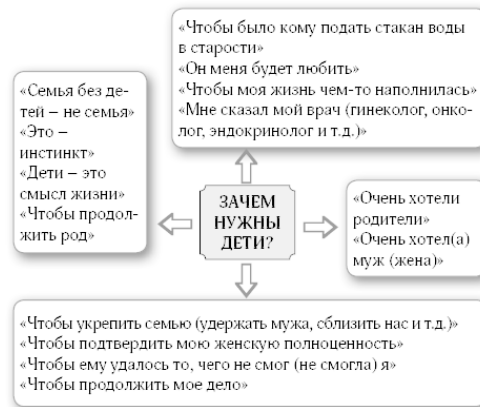 «Чтобы было кому подать стакан воды
в старости»
«Он меня будет любить»
«Чтобы моя жизнь чем-то наполнилась»
«Мне сказал мой врач (гинеколог, онко-
лог, эндокринолог и т.д.)»
«Семья без де-
тей – не семья»
«Это –
инстинкт»
«Дети – это
смысл жизни»
«Чтобы продол-
жить род»
ЗАЧЕМ
НУЖНЫ
ДЕТИ?
«Очень хотели
родители»
«Очень хотел(а)
муж (жена)»
«Чтобы укрепить семью (удержать мужа, сблизить нас и т.д.)»
«Чтобы подтвердить мою женскую полноценность»
«Чтобы ему удалось то, чего не смог (не смогла) я»
«Чтобы продолжить мое дело»